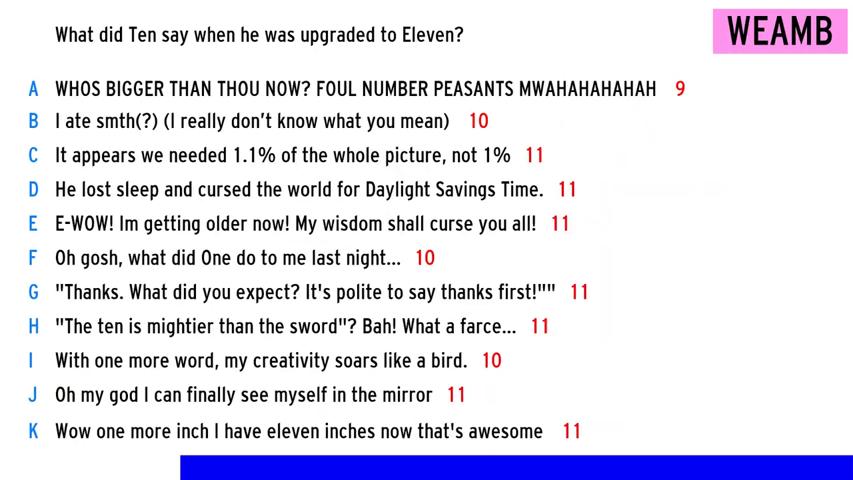 What did Ten say when he was upgraded to Eleven?
WEAMB
A WHOS BIGGER THAN THOU NOW? FOUL NUMBER PEASANTS MWAHAHAHAHAH 9
B I ate smth(?) (I really don't know what you mean) 10
C It appears we needed 1.1% of the whole picture, not 1% 11
D He lost sleep and cursed the world for Daylight Savings Time. 11
E E-WOW! Im getting older now! My wisdom shall curse you all! 11
F Oh gosh, what did One do to me last night... 10
G "Thanks. What did you expect? It's polite to say thanks first!"" 11
H "The ten is mightier than the sword"? Bah! What a farce... 11
I With one more word, my creativity soars like a bird. 10
J Oh my god I can finally see myself in the mirror 11
K Wow one more inch I have eleven inches now that's awesome 11